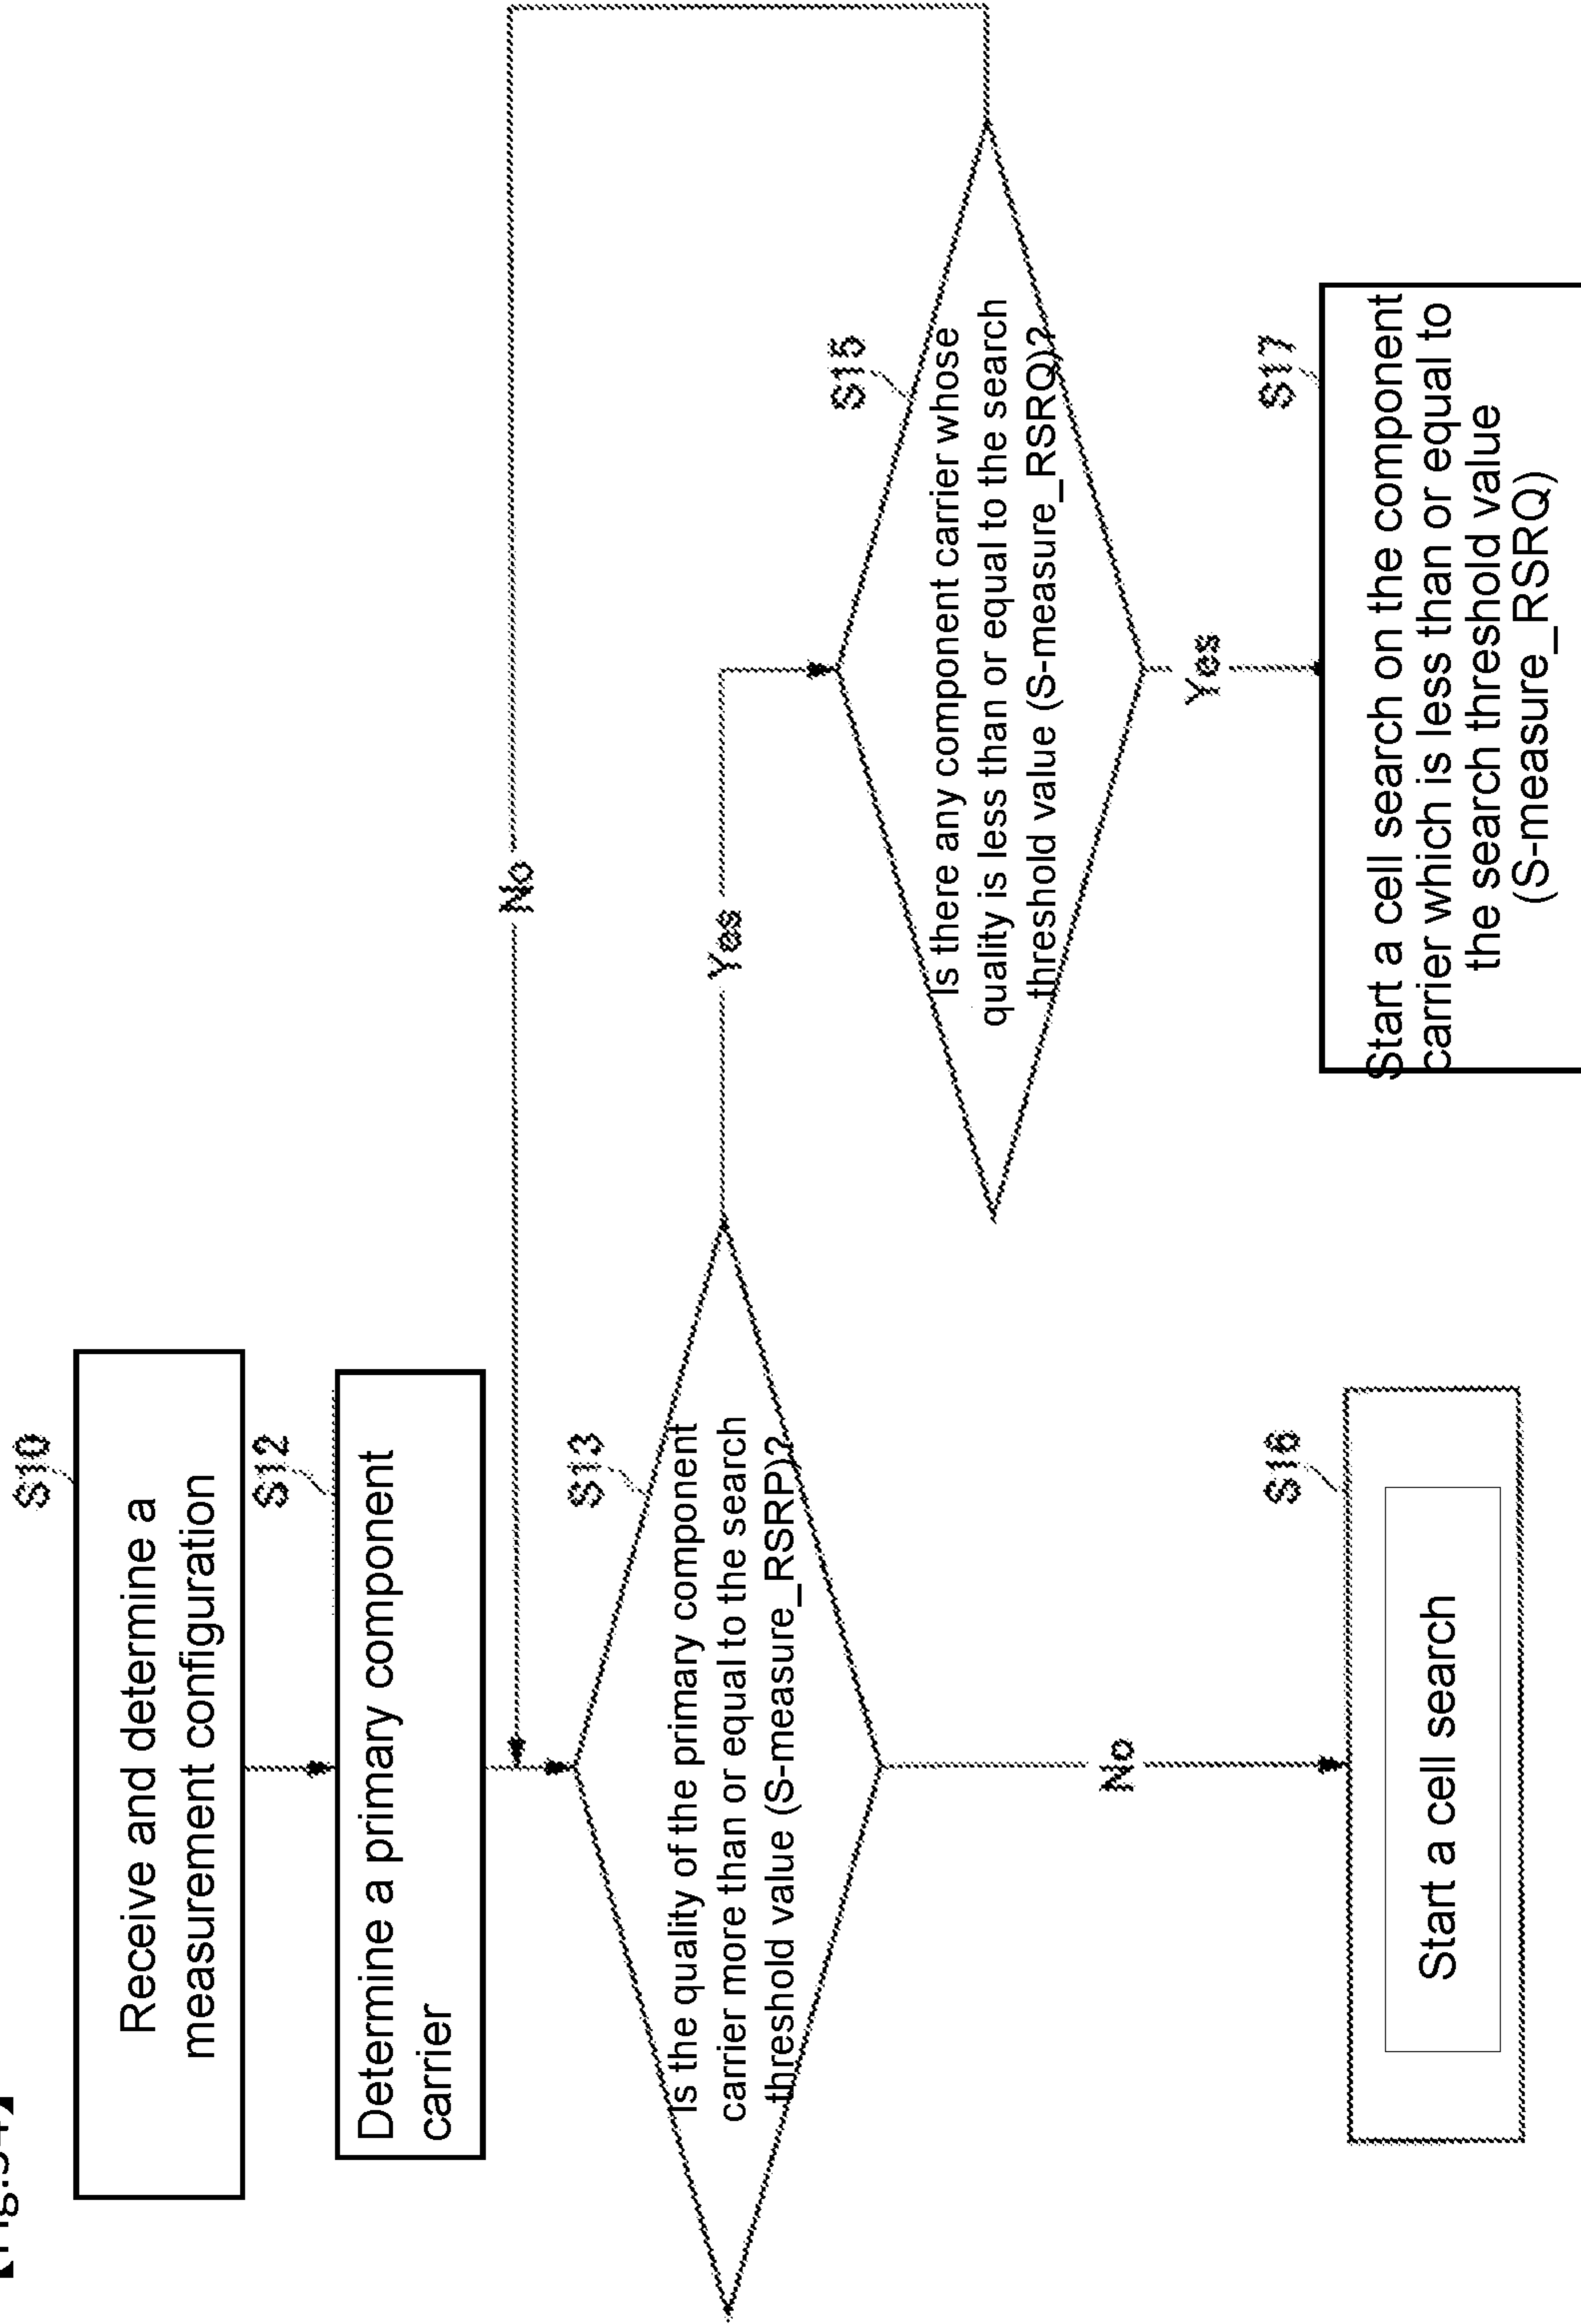 S10
Receive and determine a
measurement configuration
S12
Determine a primary component
carrier
No
S13
Is the quality of the primary component
carrier more than or equal to the search
threshold value (S-measure_RSRP)?
Yes
S15
Is there any component carrier whose
quality is less than or equal to the search
threshold value (S-measure_RSRQ)?
No
Yes
S16
Start a cell search
S17
Start a cell search on the component
carrier which is less than or equal to
the search threshold value
(S-measure_RSRQ)